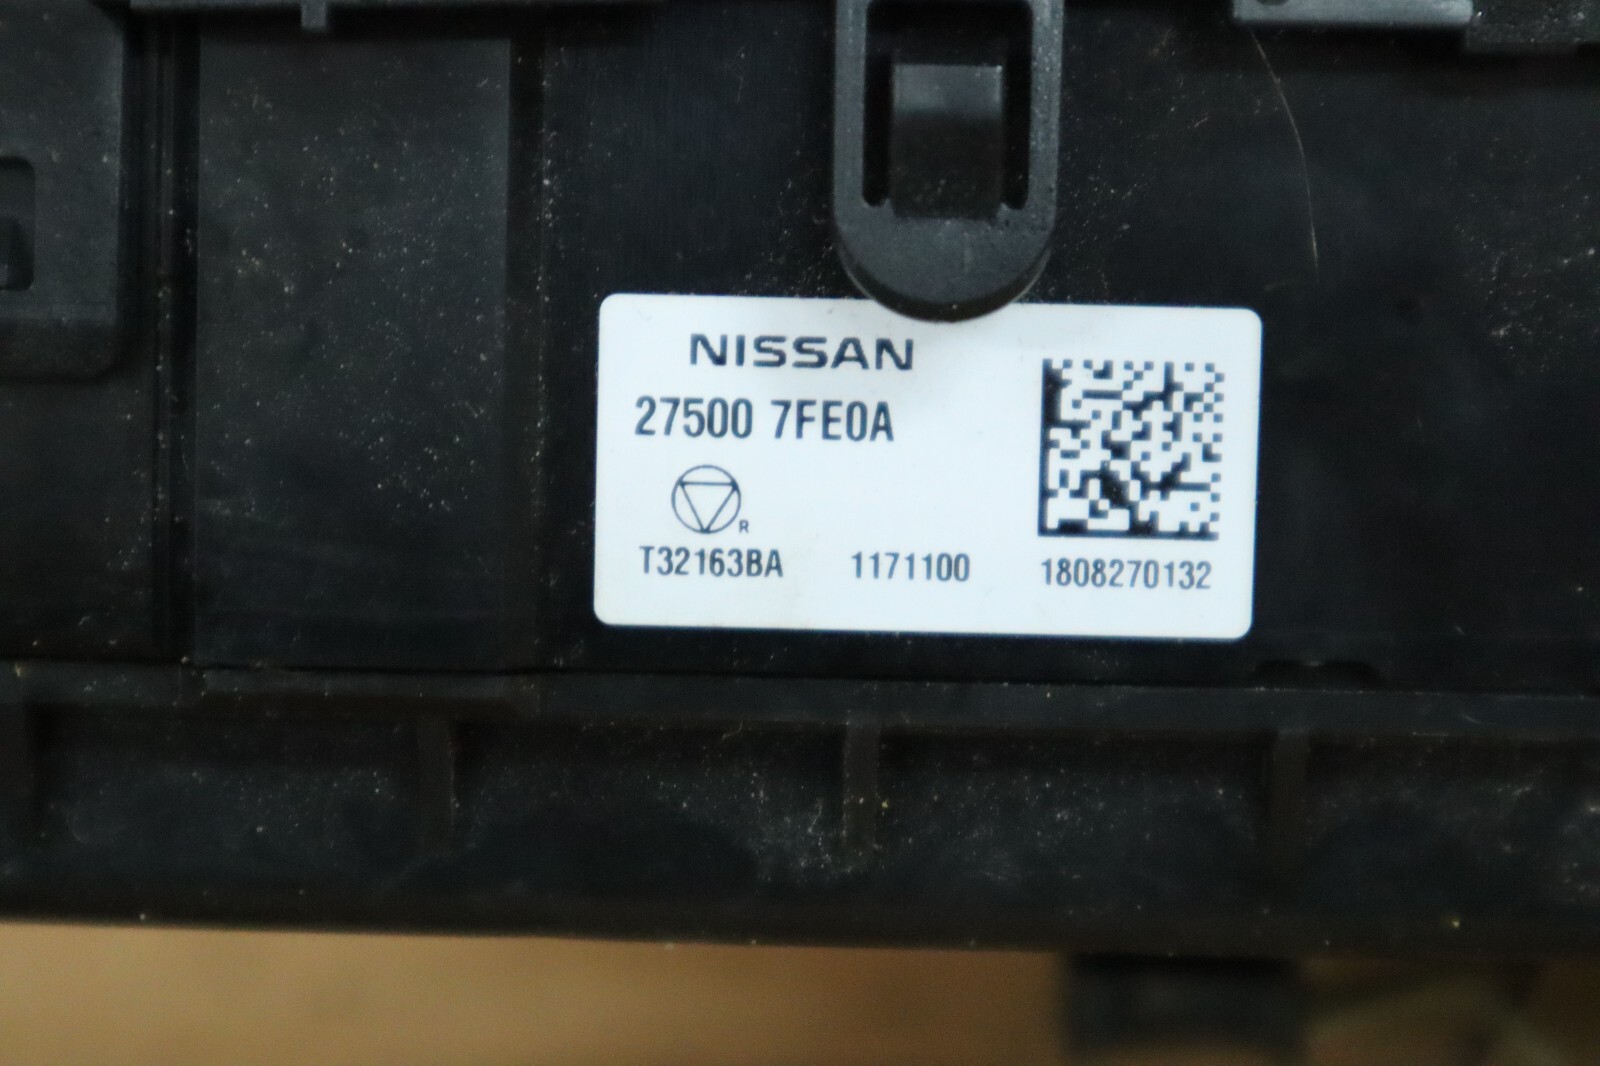 NISSAN
27500 7FE0A
R
T32163BA 1171100 1808270132